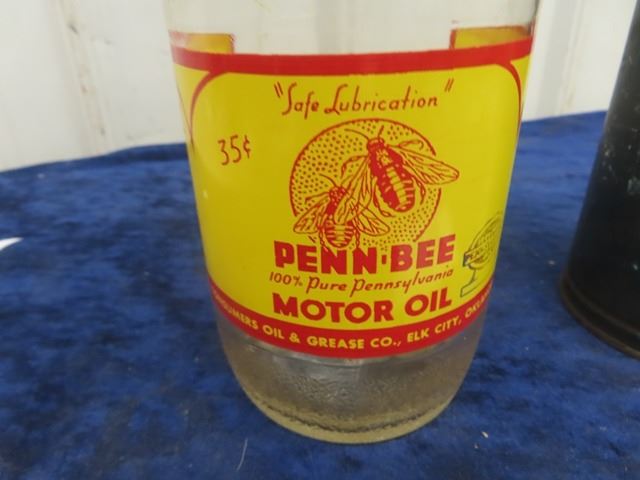 "Safe Lubrication"
35¢
PENN-BEE
100% Pure Pennsylvania
MOTOR OIL
OIL & GREASE CO., ELK CITY,